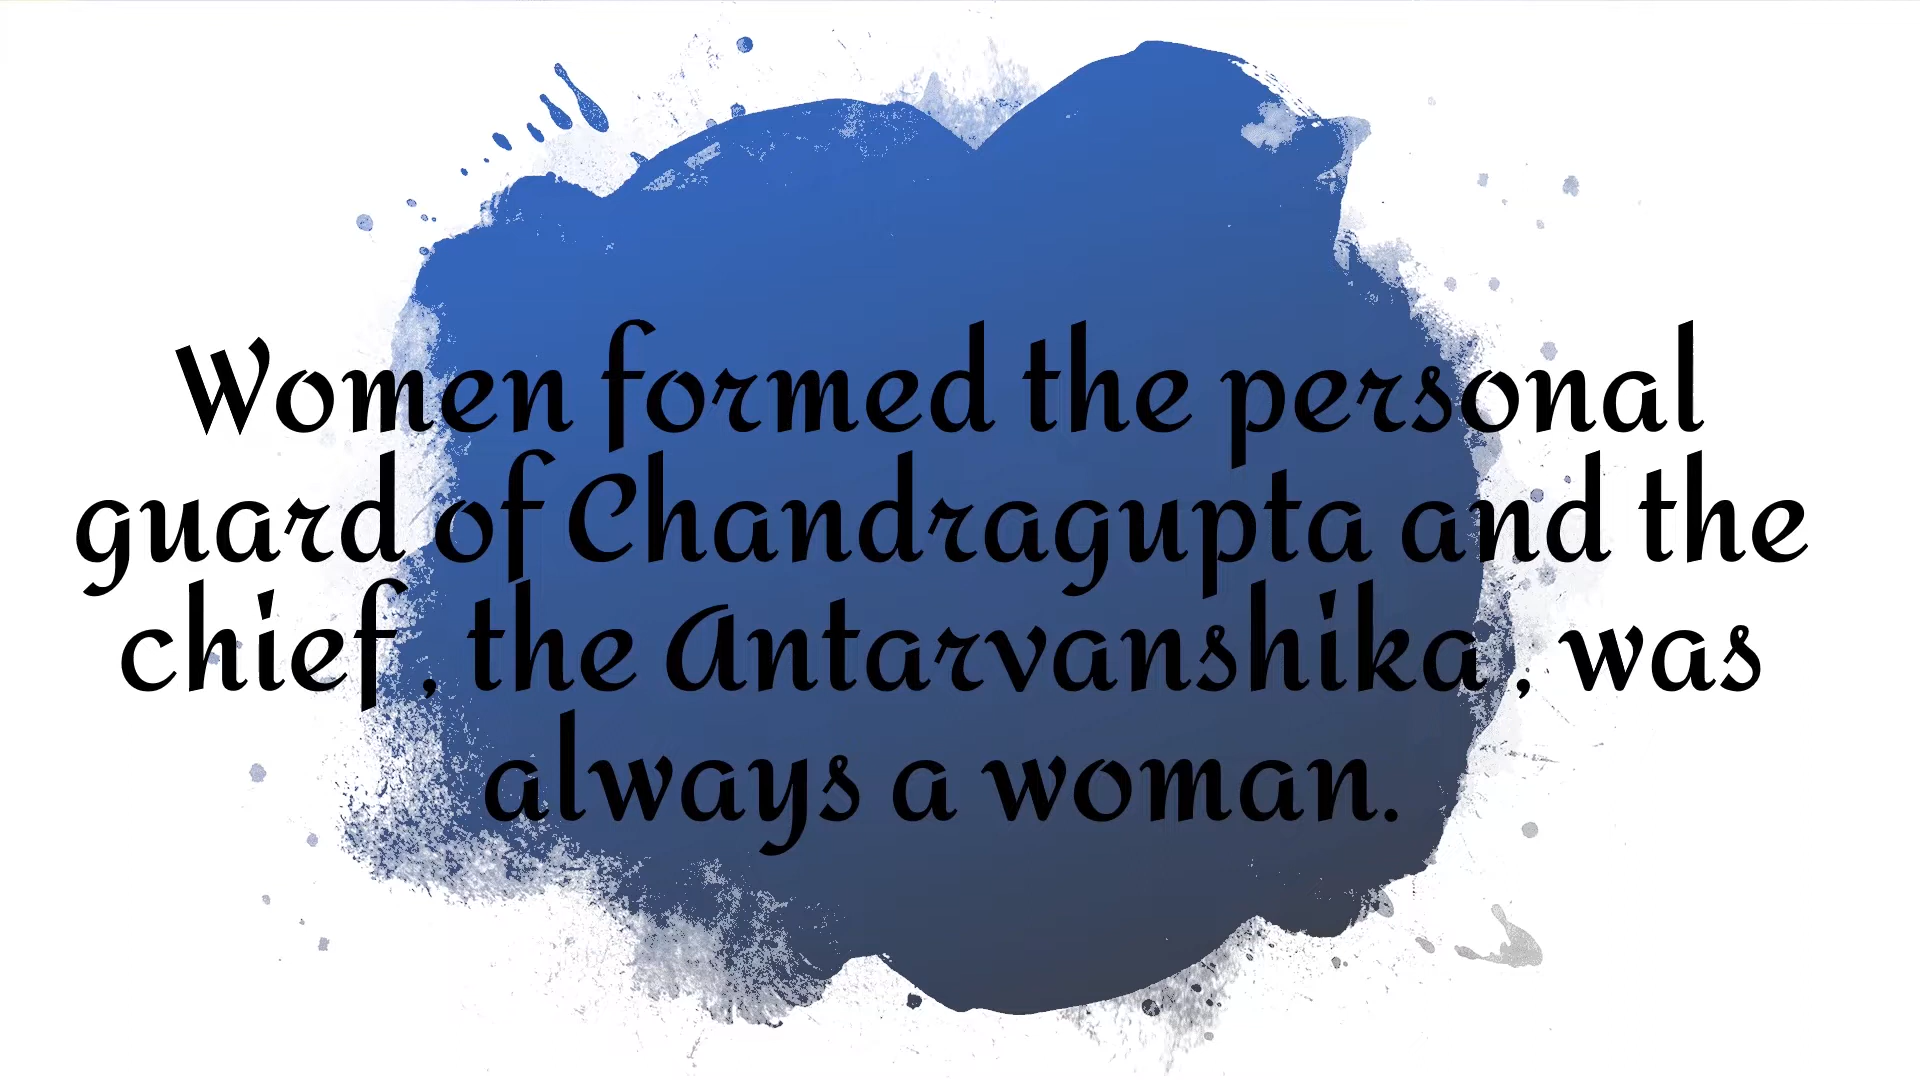 Women formed the personal
guard of Chandragupta and the
chief , the Antarvanshika , was
always a woman.